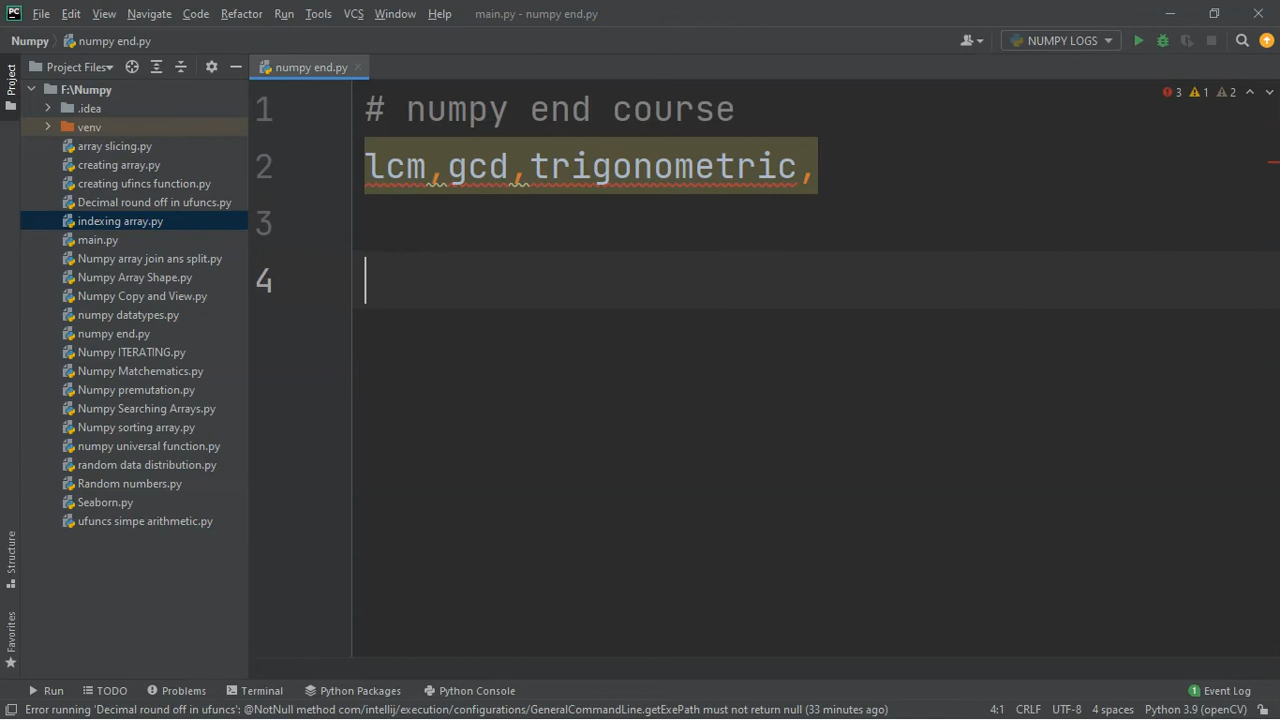 File Edit View Navigate Code Refactor Run Tools VCS Window Help main.py - numpy end.py
Numpy numpy end.py NUMPY LOGS
Project Project Files numpy end.py
F:\Numpy
.idea
venv
array slicing.py
creating array.py
creating ufincs function.py
Decimal round off in ufuncs.py
indexing array.py
main.py
Numpy array join ans split.py
Numpy Array Shape.py
Numpy Copy and View.py
numpy datatypes.py
numpy end.py
Numpy ITERATING.py
Numpy Matchematics.py
Numpy premutation.py
Numpy Searching Arrays.py
Numpy sorting array.py
numpy universal function.py
random data distribution.py
Random numbers.py
Seaborn.py
ufuncs simpe arithmetic.py
Structure
Favorites
3 1 2
1 # numpy end course
2 lcm,gcd,trigonometric,
3
4
Run TODO Problems Terminal Python Packages Python Console 1 Event Log
Error running 'Decimal round off in ufuncs': @NotNull method com/intellij/execution/configurations/GeneralCommandLine.getExePath must not return null (33 minutes ago) 4:1 CRLF UTF-8 4 spaces Python 3.9 (openCV)